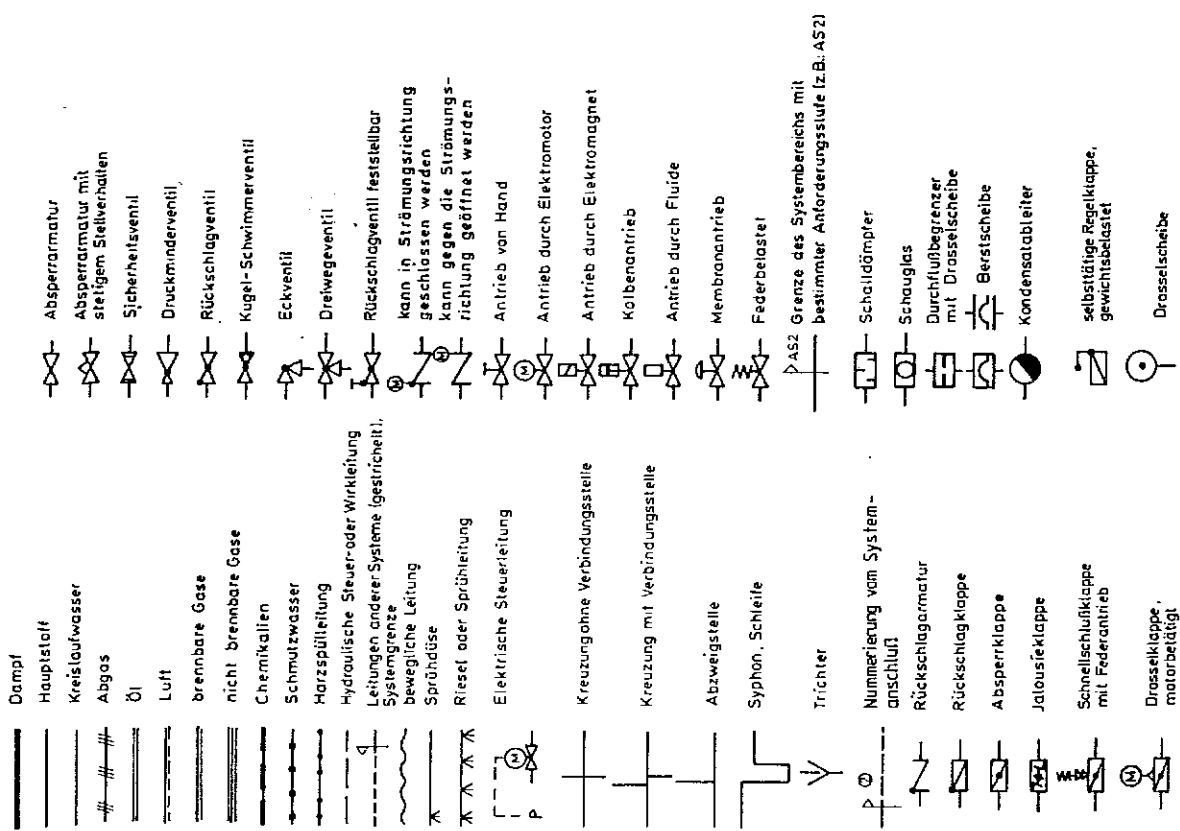 Dampf
Hauptstoff
Kreislaufwasser
Abgas
Öl
Luft
brennbare Gase
nicht brennbare Gase
Chemikalien
Schmutzwasser
Harzspülleitung
Hydraulische Steuer-oder Wirkleitung
Leitungen anderer Systeme (gestrichelt),
Systemgrenze
bewegliche Leitung
Sprühdüse
Riesel oder Sprühleitung
Elektrische Steuerleitung
P
M
Kreuzung ohne Verbindungsstelle
Kreuzung mit Verbindungsstelle
Abzweigstelle
Syphon, Schleife
Trichter
2
Nummerierung vom System-
anschluß
Rückschlagarmatur
Rückschlagklappe
Absperrklappe
Jalousieklappe
Schnellschlußklappe
mit Federantrieb
M
Drosselklappe,
motorbetätigt
Absperrarmatur
Absperrarmatur mit
stetigem Stellverhalten
Sicherheitsventil
Druckminderventil
Rückschlagventil
Kugel-Schwimmerventil
Eckventil
Dreiwegeventil
Rückschlagventil feststellbar
M
kann in Strömungsrichtung
geschlossen werden
M
kann gegen die Strömungs-
richtung geöffnet werden
Antrieb von Hand
M
Antrieb durch Elektromotor
Antrieb durch Elektromagnet
Kolbenantrieb
Antrieb durch Fluide
Membranantrieb
Federbelastet
AS2
Grenze des Systembereichs mit
bestimmter Anforderungsstufe (z.B.: AS2)
Schalldämpfer
Schauglas
Durchflußbegrenzer
mit Drosselscheibe
Berstscheibe
Kondensatableiter
selbsttätige Regelklappe,
gewichtsbelastet
Drosselscheibe